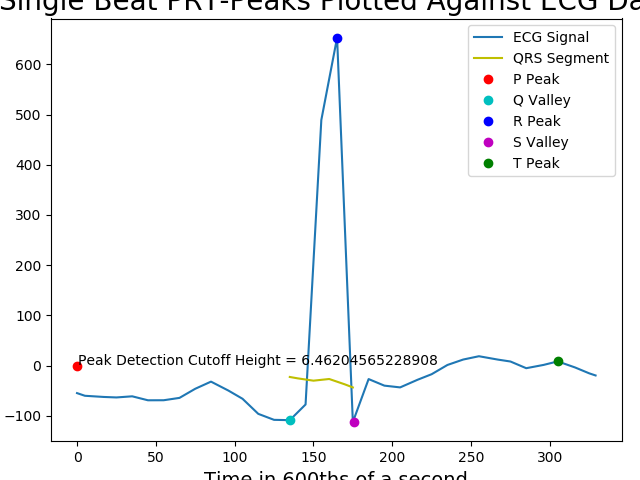 Single Beat PRT-Peaks Plotted Against ECG Da
ECG Signal
QRS Segment
P Peak
Q Valley
R Peak
S Valley
T Peak
600
500
400
300
200
100
0
−100
Peak Detection Cutoff Height = 6.46204565228908
0 50 100 150 200 250 300
Time in 600ths of a second